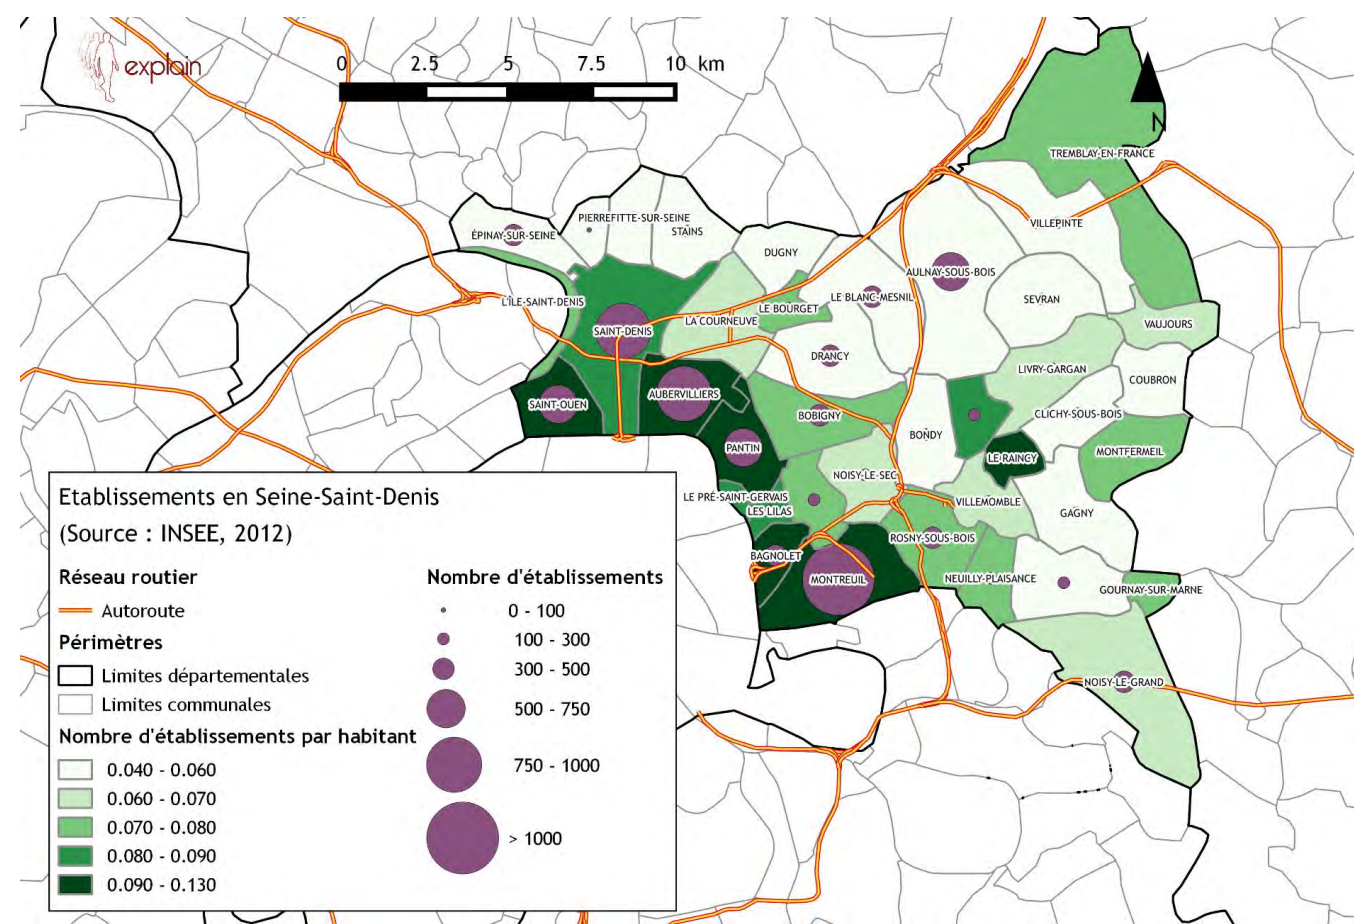 explain
0 2.5 5 7.5 10 km
N
TREMBLAY-EN-FRANCE
PIERREFITTE-SUR-SEINE
VILLEPINTE
STAINS
ÉPINAY-SUR-SEINE
DUGNY
AULNAY-SOUS-BOIS
LE BLANC-MESNIL
SEVRAN
L'ÎLE-SAINT-DENIS
LE BOURGET
LA COURNEUVE
VAUJOURS
SAINT-DENIS
DRANCY
LIVRY-GARGAN
COUBRON
AUBERVILLIERS
SAINT-OUEN
BOBIGNY
CLICHY-SOUS-BOIS
BONDY
PANTIN
MONTFERMEIL
LE RAINCY
NOISY-LE-SEC
LE PRÉ-SAINT-GERVAIS
VILLEMOMBLE
LES LILAS
GAGNY
ROSNY-SOUS-BOIS
BAGNOLET
MONTREUIL
NEUILLY-PLAISANCE
GOURNAY-SUR-MARNE
NOISY-LE-GRAND
Etablissements en Seine-Saint-Denis
(Source : INSEE, 2012)
Réseau routier
Autoroute
Périmètres
Limites départementales
Limites communales
Nombre d'établissements par habitant
0.040 - 0.060
0.060 - 0.070
0.070 - 0.080
0.080 - 0.090
0.090 - 0.130
Nombre d'établissements
0 - 100
100 - 300
300 - 500
500 - 750
750 - 1000
> 1000